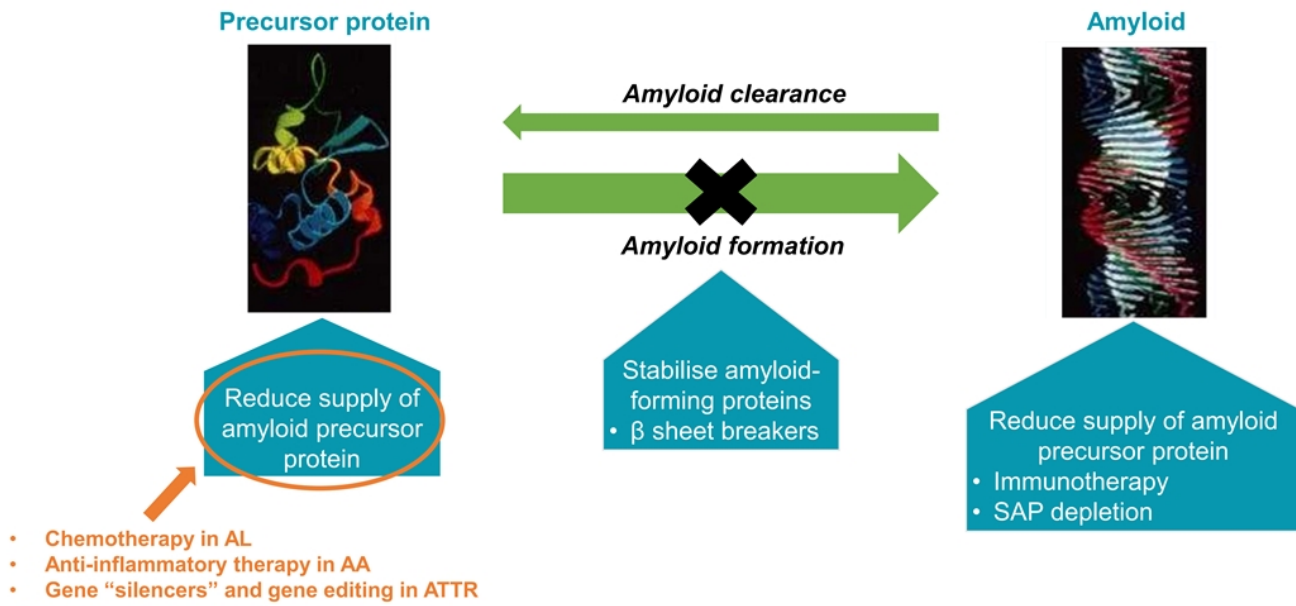 Precursor protein
Amyloid
Amyloid clearance
Amyloid formation
Reduce supply of
amyloid precursor
protein
Stabilise amyloid-
forming proteins
• β sheet breakers
Reduce supply of amyloid
precursor protein
• Immunotherapy
• SAP depletion
• Chemotherapy in AL
• Anti-inflammatory therapy in AA
• Gene “silencers” and gene editing in ATTR